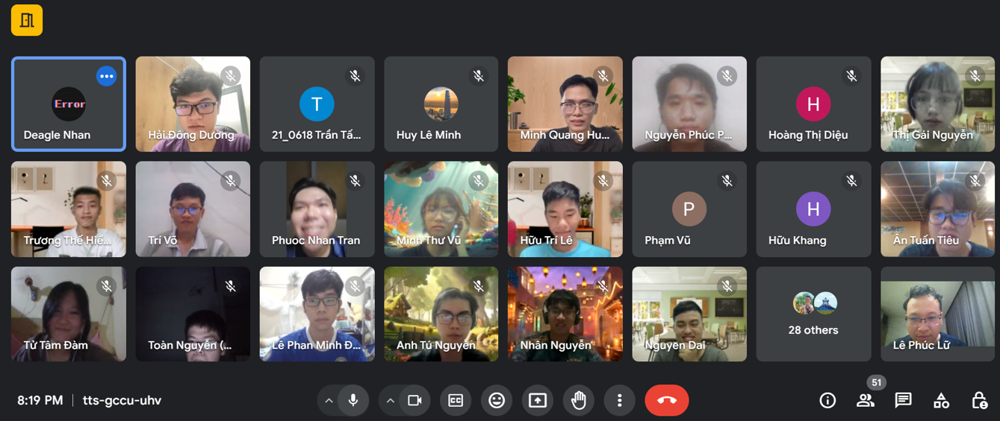 Error
Deagle Nhan
Hải Đông Dương
21_0618 Trần Tấ...
Huy Lê Minh
Minh Quang Hu...
Nguyễn Phúc P...
Hoàng Thị Diệu
Thị Gái Nguyễn
Trương Thế Hiể...
Trí Võ
Phuoc Nhan Tran
Minh Thư Vũ
Hữu Trí Lê
Phạm Vũ
Hữu Khang
Ân Tuấn Tiêu
Từ Tâm Đàm
Toàn Nguyễn (...
Lê Phan Minh Đ...
Anh Tú Nguyễn
Nhân Nguyễn
Nguyen Dai
28 others
Lê Phúc Lữ
T
H
P
H
8:19 PM
tts-gccu-uhv
CC
51